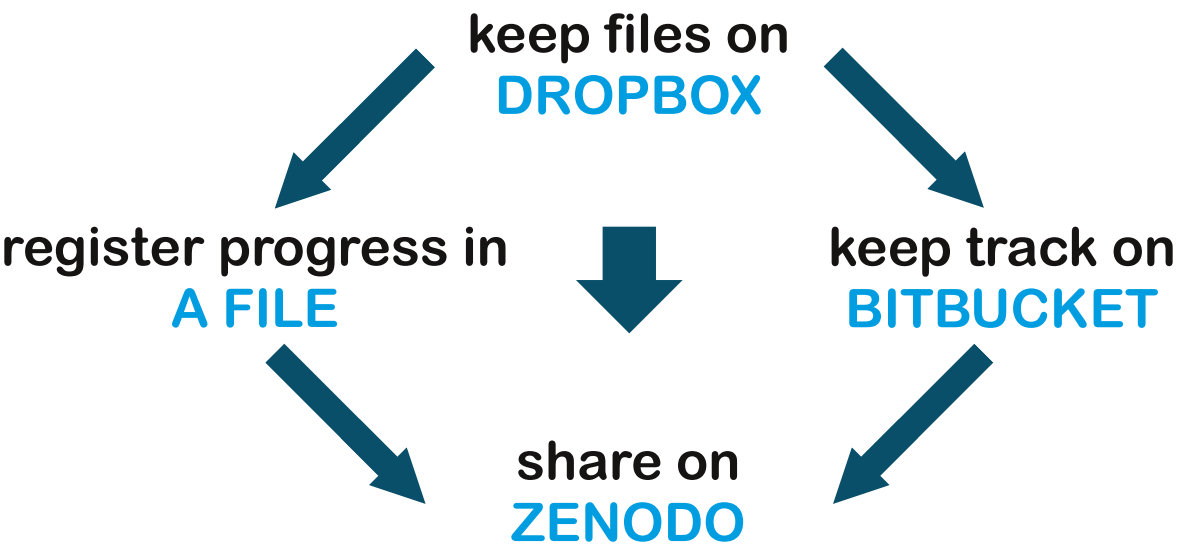 keep files on
DROPBOX
register progress in
A FILE
keep track on
BITBUCKET
share on
ZENODO